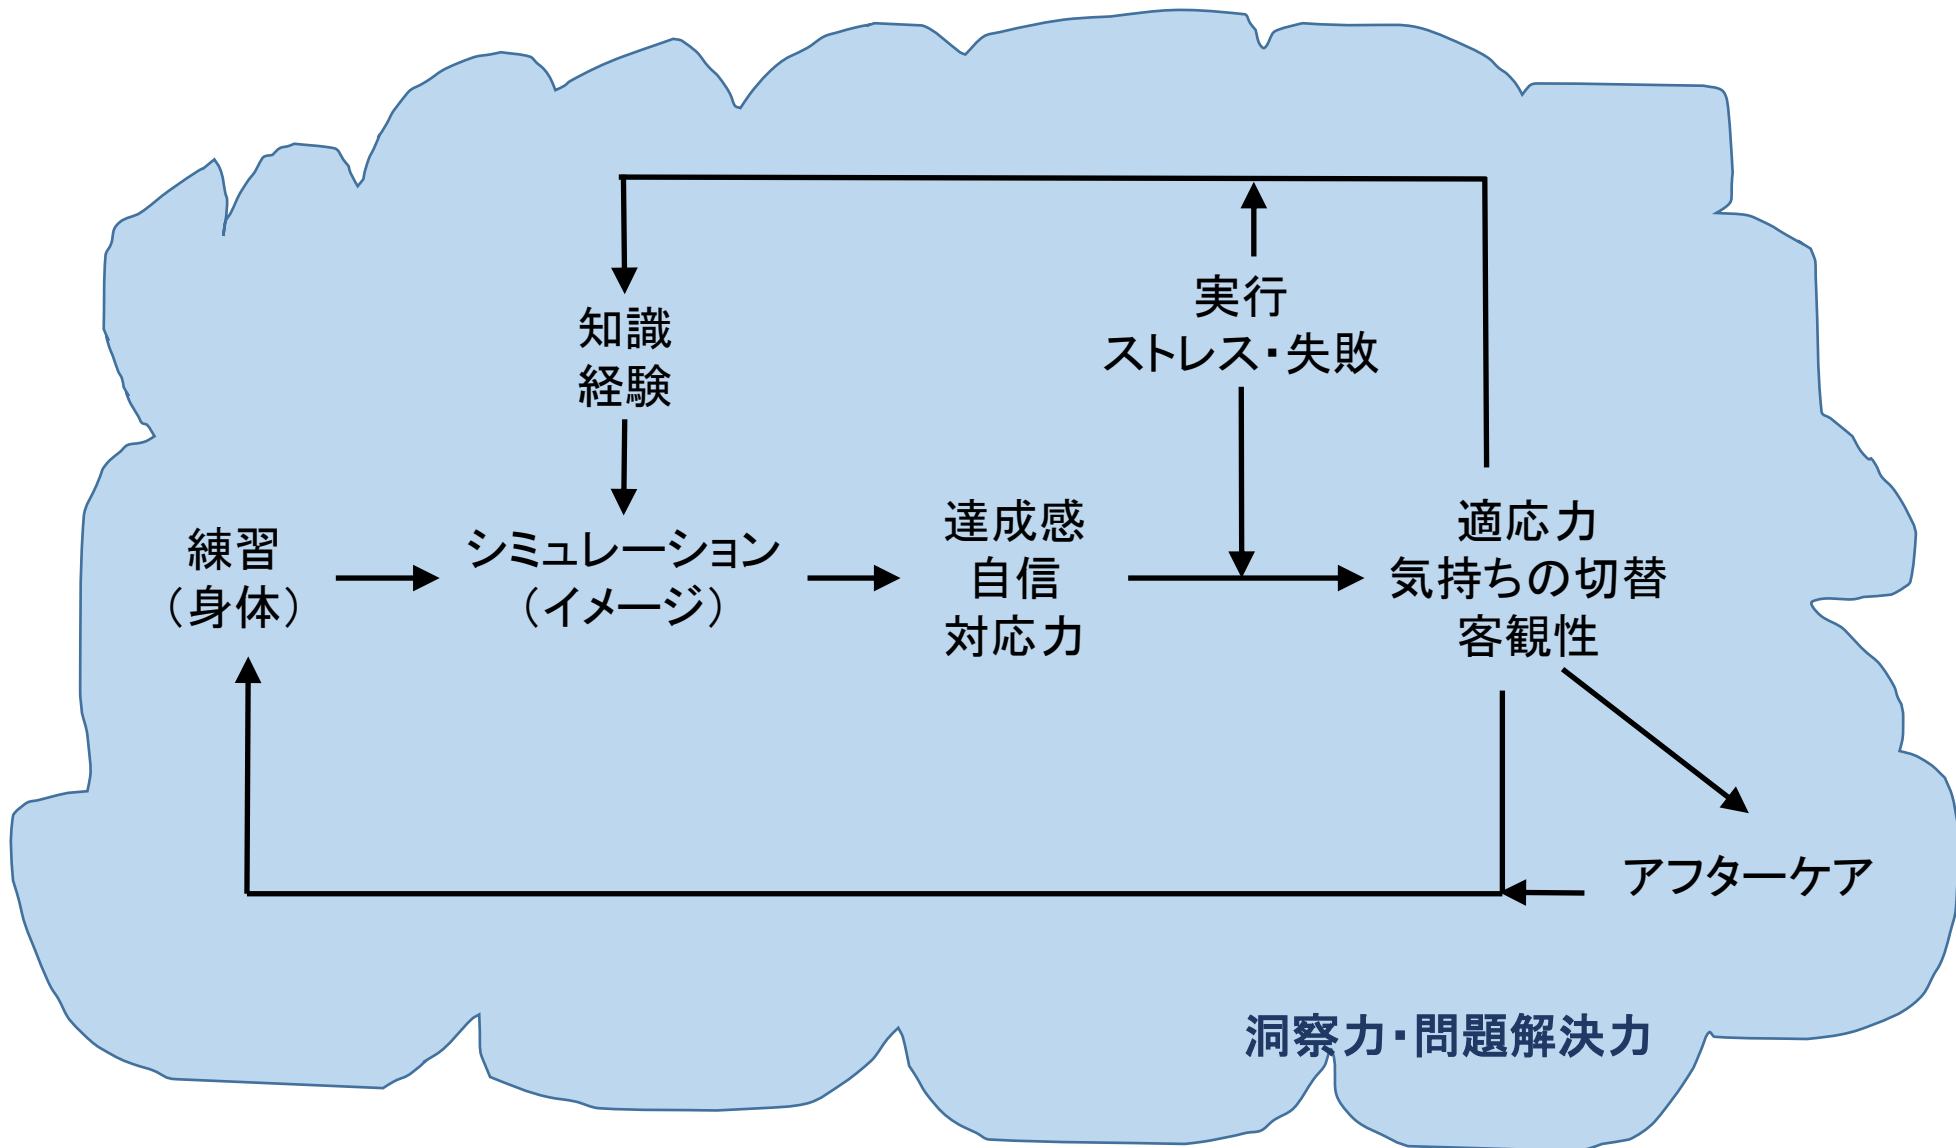 知識
経験
実行
ストレス・失敗
練習
（身体）
シミュレーション
（イメージ）
達成感
自信
対応力
適応力
気持ちの切替
客観性
アフターケア
洞察力・問題解決力